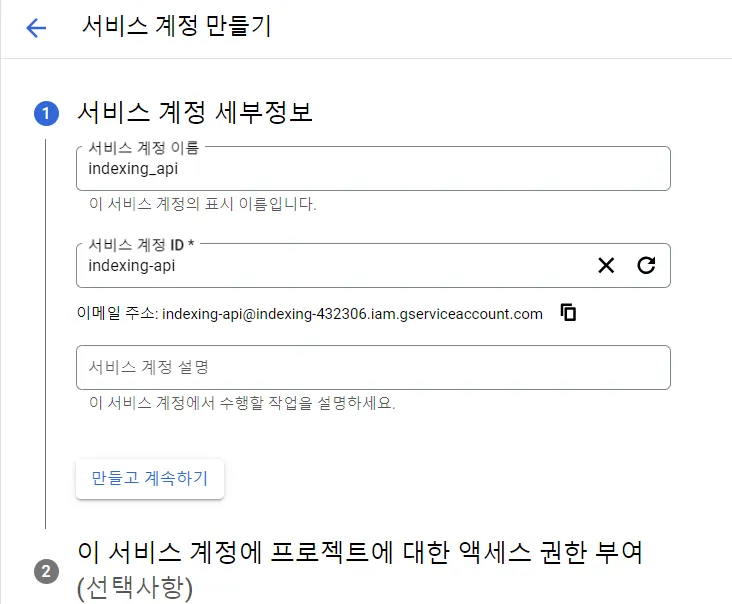 서비스 계정 만들기
1 서비스 계정 세부정보
서비스 계정 이름
indexing_api
이 서비스 계정의 표시 이름입니다.
서비스 계정 ID *
indexing-api
이메일 주소: indexing-api@indexing-432306.iam.gserviceaccount.com
서비스 계정 설명
이 서비스 계정에서 수행할 작업을 설명하세요.
만들고 계속하기
2 이 서비스 계정에 프로젝트에 대한 액세스 권한 부여
(선택사항)